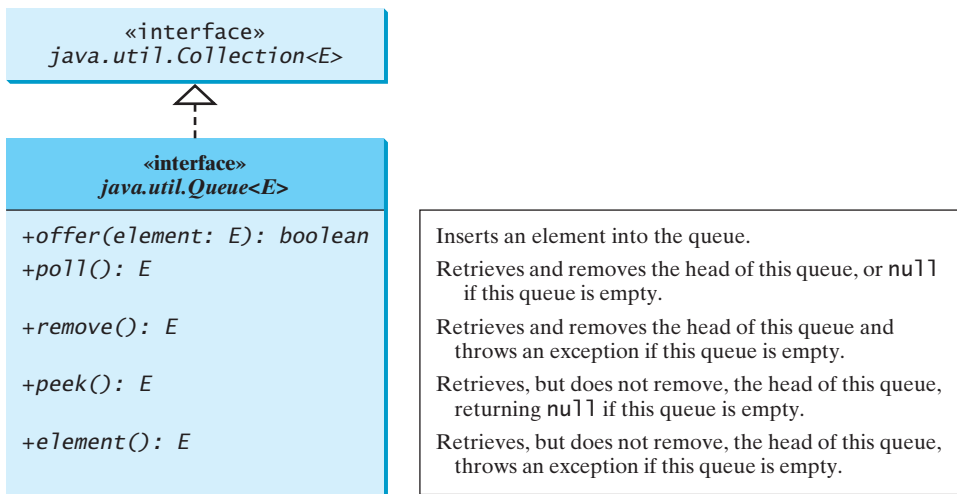 «interface»
java.util.Collection<E>
«interface»
java.util.Queue<E>
+offer(element: E): boolean
Inserts an element into the queue.
+poll(): E
Retrieves and removes the head of this queue, or null
if this queue is empty.
+remove(): E
Retrieves and removes the head of this queue and
throws an exception if this queue is empty.
+peek(): E
Retrieves, but does not remove, the head of this queue,
returning null if this queue is empty.
+element(): E
Retrieves, but does not remove, the head of this queue,
throws an exception if this queue is empty.